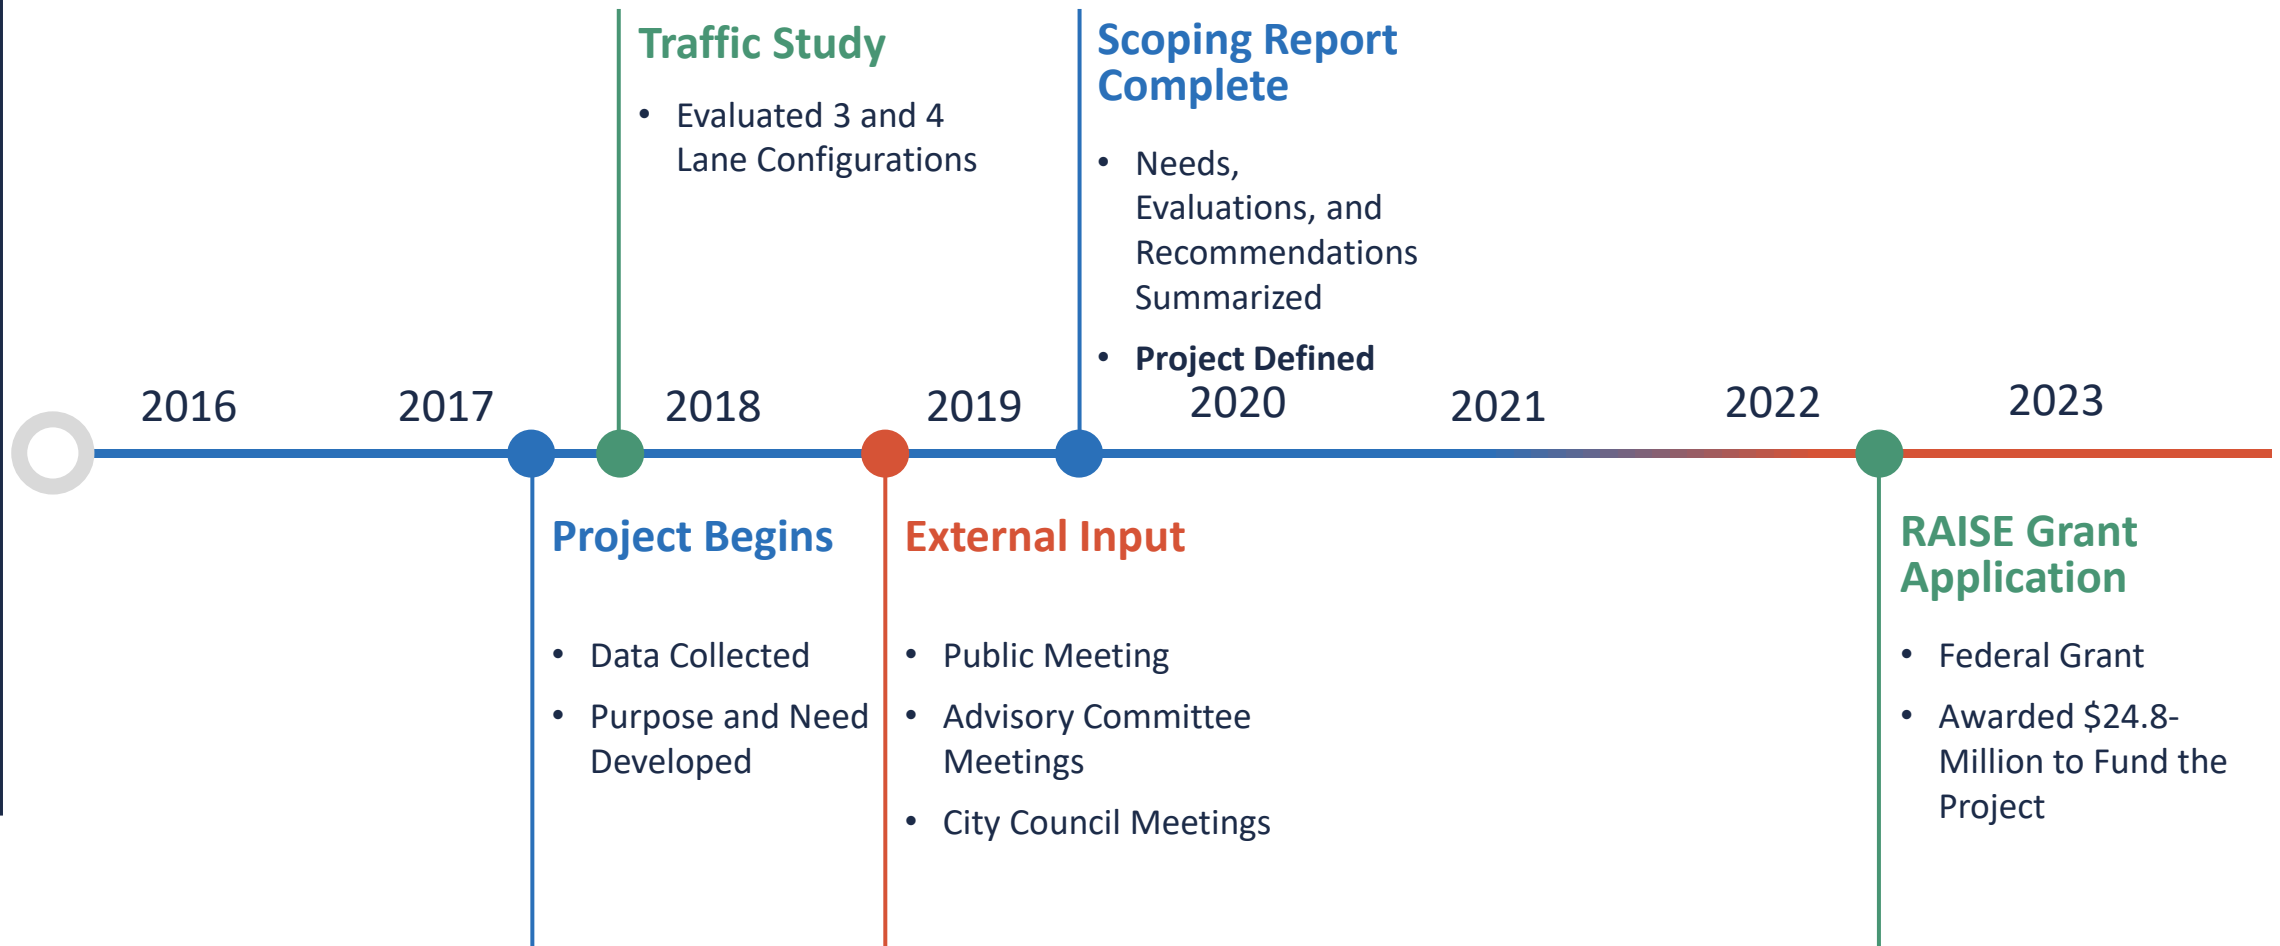 Traffic Study
• Evaluated 3 and 4
Lane Configurations
Scoping Report
Complete
• Needs,
Evaluations, and
Recommendations
Summarized
• Project Defined
2016
2017
2018
2019
2020
2021
2022
2023
Project Begins
• Data Collected
• Purpose and Need
Developed
External Input
• Public Meeting
• Advisory Committee
Meetings
• City Council Meetings
RAISE Grant
Application
• Federal Grant
• Awarded $24.8-
Million to Fund the
Project